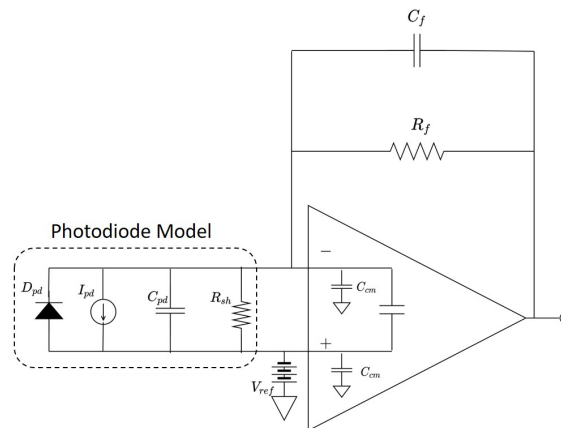 C_f
R_f
Photodiode Model
−
D_pd
I_pd
C_pd
R_sh
C_cm
+
V_ref
C_cm